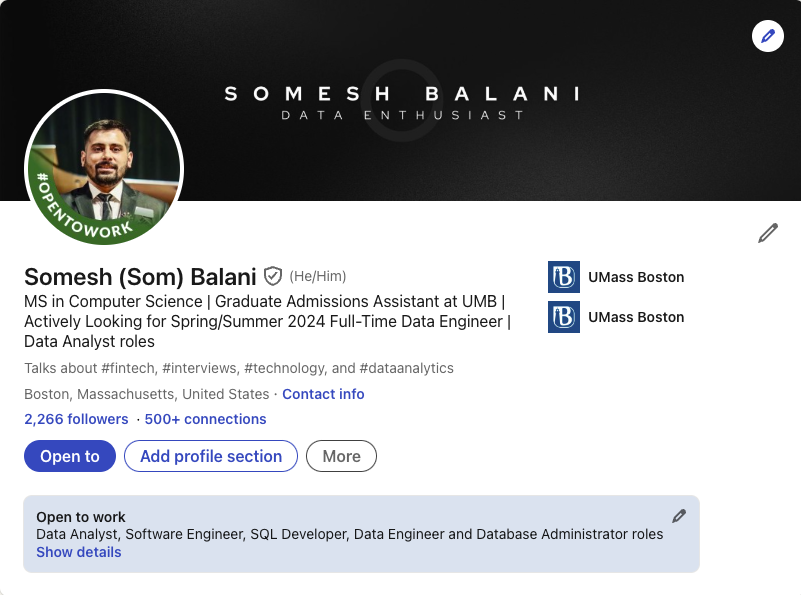 SOMESH BALANI
DATA ENTHUSIAST
#OPENTOWORK
Somesh (Som) Balani (He/Him)
MS in Computer Science | Graduate Admissions Assistant at UMB |
Actively Looking for Spring/Summer 2024 Full-Time Data Engineer |
Data Analyst roles
B UMass Boston
B UMass Boston
Talks about #fintech, #interviews, #technology, and #dataanalytics
Boston, Massachusetts, United States · Contact info
2,266 followers · 500+ connections
Open to
Add profile section
More
Open to work
Data Analyst, Software Engineer, SQL Developer, Data Engineer and Database Administrator roles
Show details